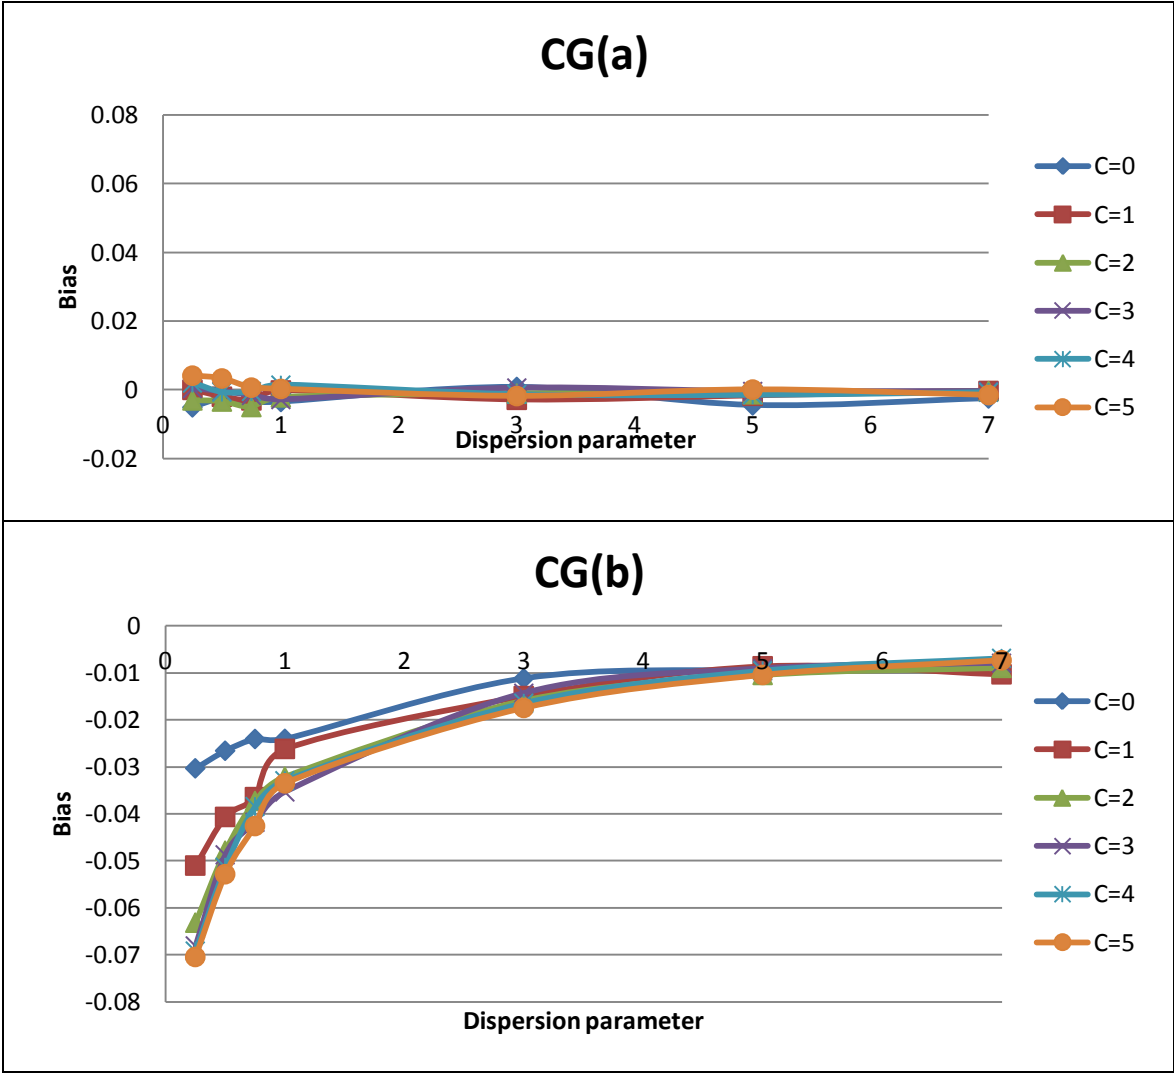 CG(a)
0.08
0.06
0.04
0.02
0
-0.02
Bias
0 1 2 3 4 5 6 7
Dispersion parameter
C=0
C=1
C=2
C=3
C=4
C=5
CG(b)
0
-0.01
-0.02
-0.03
-0.04
-0.05
-0.06
-0.07
-0.08
Bias
0 1 2 3 4 5 6 7
Dispersion parameter
C=0
C=1
C=2
C=3
C=4
C=5